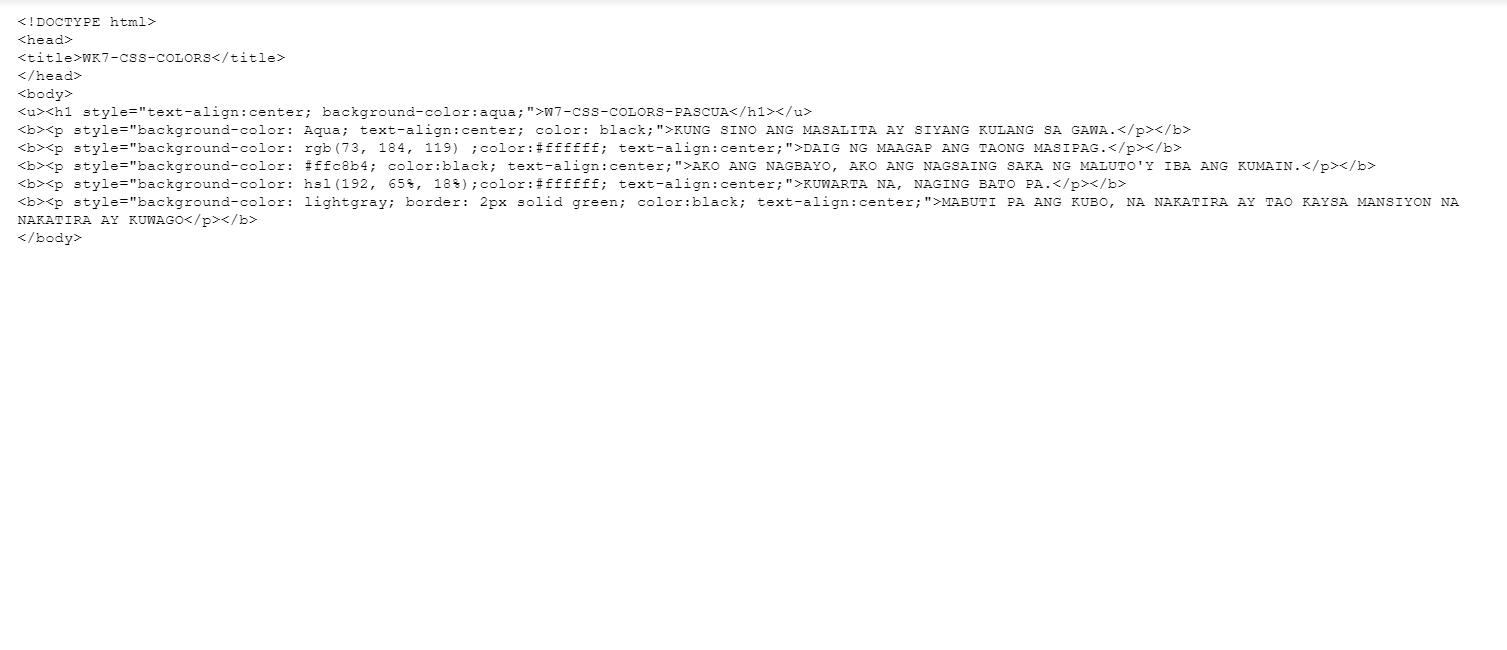 <!DOCTYPE html>
<head>
<title>WK7-CSS-COLORS</title>
</head>
<body>
<u><h1 style="text-align:center; background-color:aqua;">W7-CSS-COLORS-PASCUA</h1></u>
<b><p style="background-color: Aqua; text-align:center; color: black;">KUNG SINO ANG MASALITA AY SIYANG KULANG SA GAWA.</p></b>
<b><p style="background-color: rgb(73, 184, 119) ;color:#ffffff; text-align:center;">DAIG NG MAAGAP ANG TAONG MASIPAG.</p></b>
<b><p style="background-color: #ffc8b4; color:black; text-align:center;">AKO ANG NAGBAYO, AKO ANG NAGSAING SAKA NG MALUTO'Y IBA ANG KUMAIN.</p></b>
<b><p style="background-color: hsl(192, 65%, 18%);color:#ffffff; text-align:center;">KUWARTA NA, NAGING BATO PA.</p></b>
<b><p style="background-color: lightgray; border: 2px solid green; color:black; text-align:center;">MABUTI PA ANG KUBO, NA NAKATIRA AY TAO KAYSA MANSIYON NA
NAKATIRA AY KUWAGO</p></b>
</body>